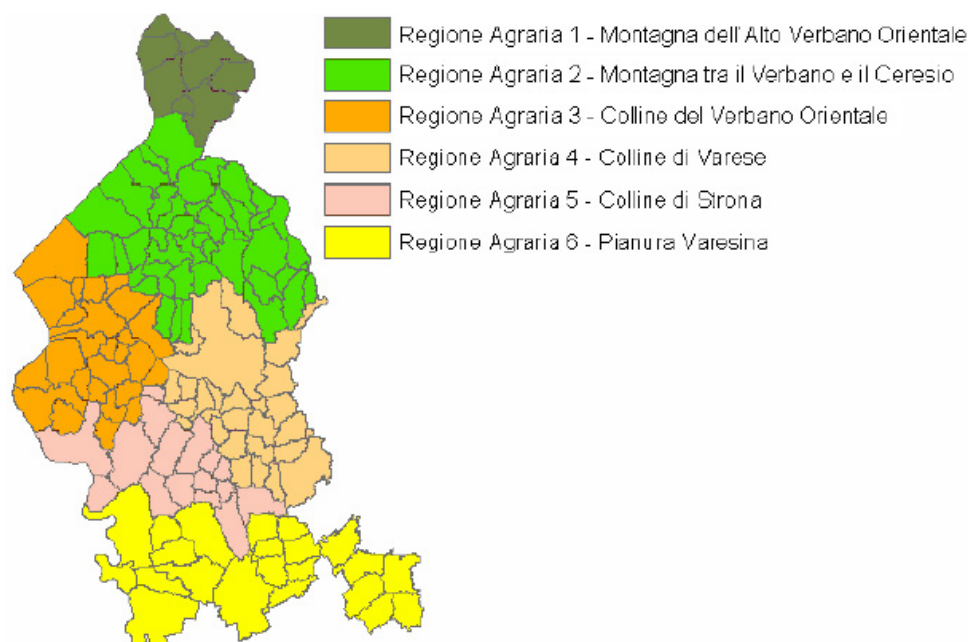 Regione Agraria 1 - Montagna dell'Alto Verbano Orientale
Regione Agraria 2 - Montagna tra il Verbano e il Ceresio
Regione Agraria 3 - Colline del Verbano Orientale
Regione Agraria 4 - Colline di Varese
Regione Agraria 5 - Colline di Strona
Regione Agraria 6 - Pianura Varesina